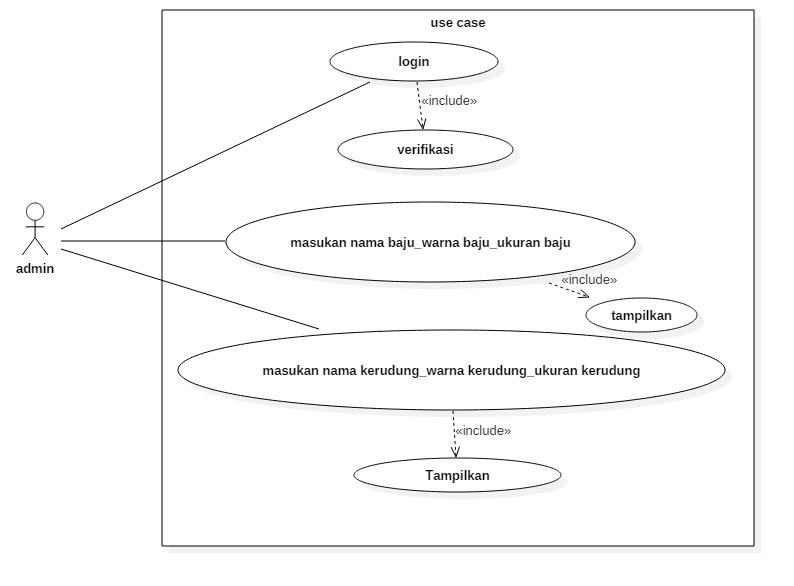 use case
login
«include»
verifikasi
admin
masukan nama baju_warna baju_ukuran baju
«include»
tampilkan
masukan nama kerudung_warna kerudung_ukuran kerudung
«include»
Tampilkan